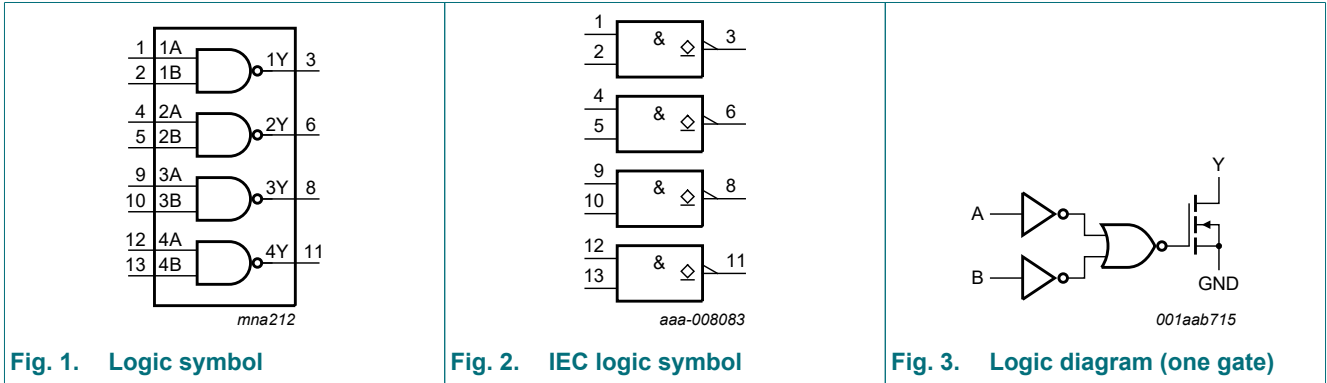 1 1A
2 1B
1Y 3
4 2A
5 2B
2Y 6
9 3A
10 3B
3Y 8
12 4A
13 4B
4Y 11
mna212
Fig. 1. Logic symbol
1
2
&
3
4
5
&
6
9
10
&
8
12
13
&
11
aaa-008083
Fig. 2. IEC logic symbol
Y
A
B
GND
001aab715
Fig. 3. Logic diagram (one gate)